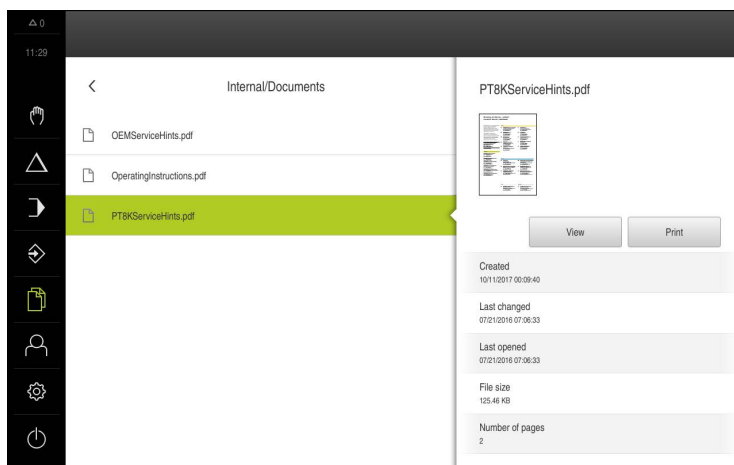 △ 0
11:29
Internal/Documents
OEMServiceHints.pdf
OperatingInstructions.pdf
PT8KServiceHints.pdf
PT8KServiceHints.pdf
View
Print
Created
10/11/2017 00:09:40
Last changed
07/21/2016 07:06:33
Last opened
07/21/2016 07:06:33
File size
125.46 KB
Number of pages
2